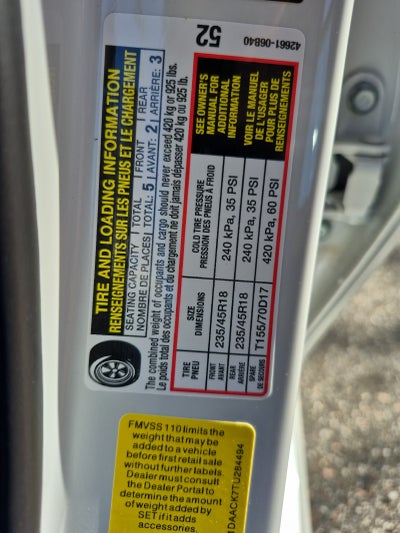 TIRE AND LOADING INFORMATION
RENSEIGNEMENTS SUR LES PNEUS ET LE CHARGEMENT
SEATING CAPACITY | TOTAL | FRONT | REAR
NOMBRE DE PLACES | TOTAL: 5 | AVANT: 2 | ARRIÈRE: 3
The combined weight of occupants and cargo should never exceed 420 kg or 925 lbs.
Le poids total des occupants et du chargement ne doit jamais dépasser 420 kg ou 925 lb.
TIRE
PNEU
SIZE
DIMENSIONS
COLD TIRE PRESSURE
PRESSION DES PNEUS À FROID
SEE OWNER'S
MANUAL FOR
ADDITIONAL
INFORMATION
VOIR LE MANUEL
DE L'USAGER
POUR PLUS DE
RENSEIGNEMENTS
FRONT
AVANT
235/45R18
240 kPa, 35 PSI
REAR
ARRIÈRE
235/45R18
240 kPa, 35 PSI
SPARE
DE SECOURS
T155/70D17
420 kPa, 60 PSI
52
42661-06840
FMVSS 110 limits the
weight that may be
added to a vehicle
before first retail sale
without further labels.
Dealer must consult
the Dealer Portal to
determine the amount
of weight added by
SET if it adds
accessories.
1DAACK7TU284494